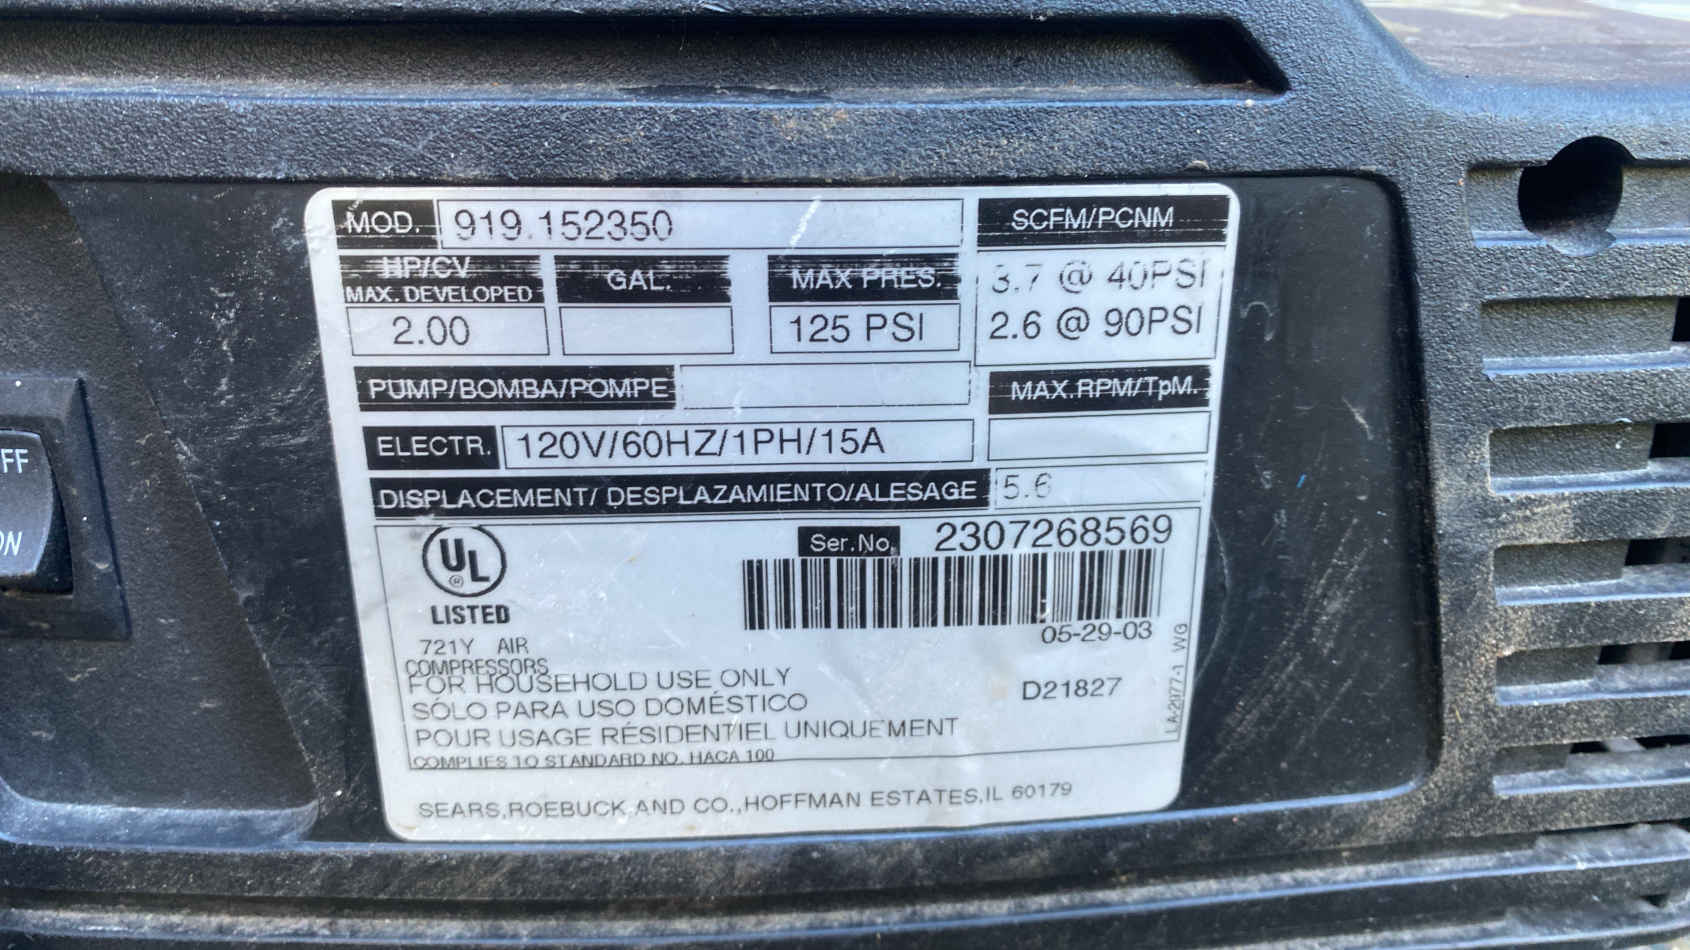 MOD. 919.152350
SCFM/PCNM
HP/CV
MAX. DEVELOPED
GAL.
MAX PRES.
3.7 @ 40PSI
2.00
125 PSI
2.6 @ 90PSI
PUMP/BOMBA/POMPE
MAX.RPM/TpM.
ELECTR. 120V/60HZ/1PH/15A
DISPLACEMENT/ DESPLAZAMIENTO/ALESAGE 5.6
UL
®
LISTED
Ser.No. 2307268569
05-29-03
721Y AIR
COMPRESSORS
FOR HOUSEHOLD USE ONLY
SÓLO PARA USO DOMÉSTICO
POUR USAGE RÉSIDENTIEL UNIQUEMENT
COMPLIES TO STANDARD NO. HACA 100
D21827
LA-2977-1 WG
SEARS,ROEBUCK AND CO.,HOFFMAN ESTATES,IL 60179
FF
ON